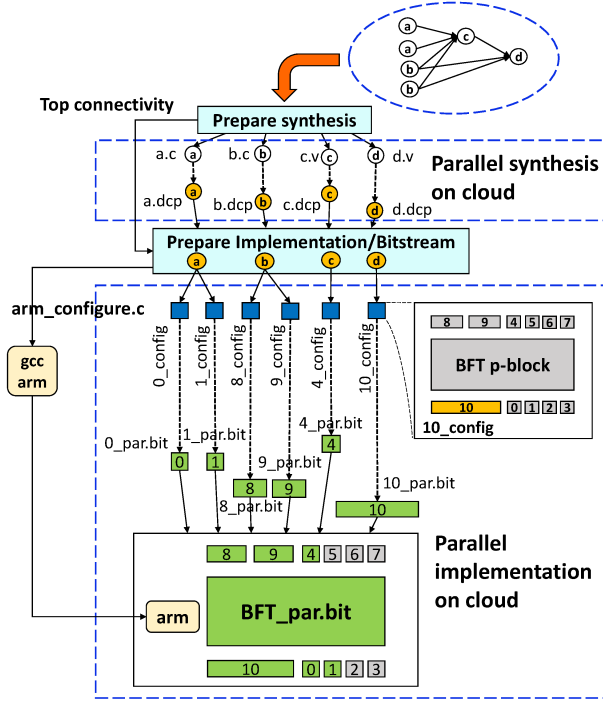 a
a
b
b
c
d
Top connectivity
Prepare synthesis
a.c
a
b.c
b
c.v
c
d
d.v
Parallel synthesis
on cloud
a.dcp
a
b.dcp
b
c.dcp
c
d
d.dcp
Prepare Implementation/Bitstream
a
b
c
d
arm_configure.c
gcc
arm
0_config
1_config
8_config
9_config
4_config
10_config
8
9
4
5
6
7
BFT p-block
10
0
1
2
3
10_config
0_par.bit
1_par.bit
4_par.bit
9_par.bit
10_par.bit
8_par.bit
0
1
4
8
9
10
Parallel
implementation
on cloud
8
9
4
5
6
7
arm
BFT_par.bit
10
0
1
2
3